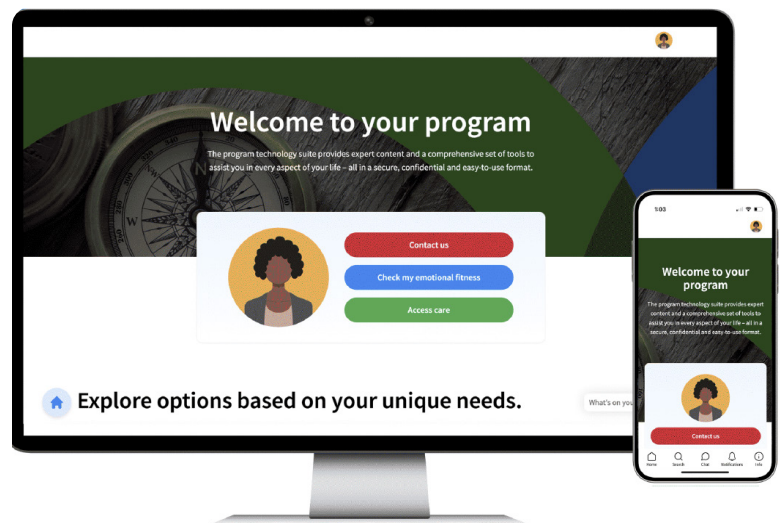 Welcome to your program
The program technology suite provides expert content and a comprehensive set of tools to
assist you in every aspect of your life – all in a secure, confidential and easy-to-use format.
N
W
Contact us
Check my emotional fitness
Access care
Explore options based on your unique needs.
What's on you
Welcome to your
program
The program technology suite provides expert
content and a comprehensive set of tools to
assist you in every aspect of your life – all in a
secure, confidential and easy-to-use format.
Contact us
Home Search Chat Notifications Info